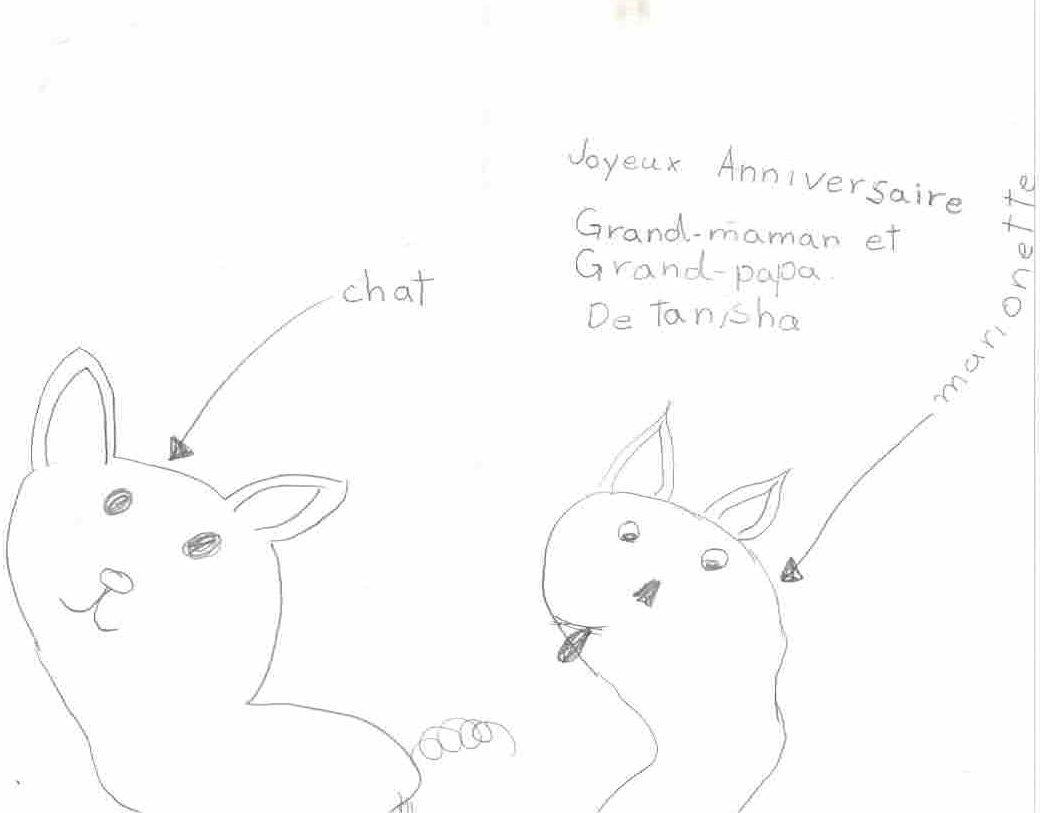 Joyeux Anniversaire
Grand-maman et
Grand-papa.
De tanisha
chat
marionette